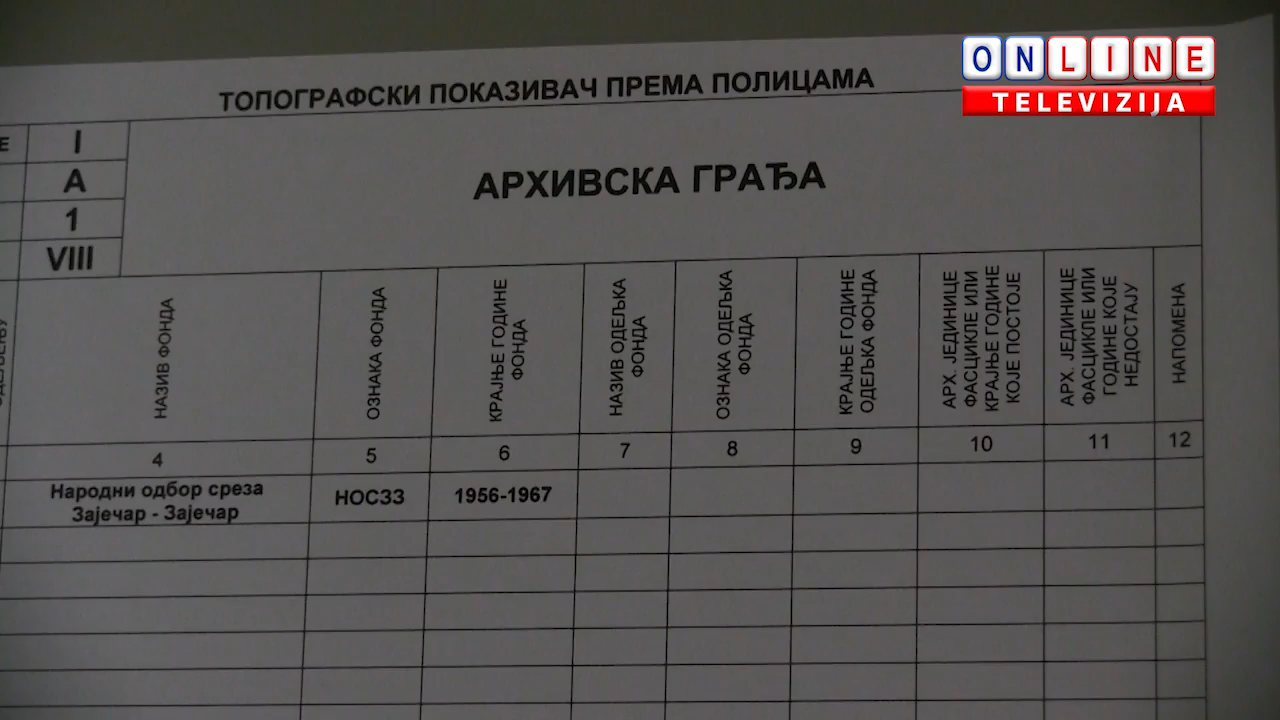 ONLINE
TELEVIZIJA
ТОПОГРАФСКИ ПОКАЗИВАЧ ПРЕМА ПОЛИЦАМА
I
А
1
VIII
АРХИВСКА ГРАЂА
НАЗИВ ФОНДА
ОЗНАКА ФОНДА
КРАЈЊЕ ГОДИНЕ
ФОНДА
НАЗИВ ОДЕЉКА
ФОНДА
ОЗНАКА ОДЕЉКА
ФОНДА
КРАЈЊЕ ГОДИНЕ
ОДЕЉКА ФОНДА
АРХ. ЈЕДИНИЦЕ
ФАСЦИКЛЕ ИЛИ
КРАЈЊЕ ГОДИНЕ
КОЈЕ ПОСТОЈЕ
АРХ. ЈЕДИНИЦЕ
ФАСЦИКЛЕ ИЛИ
ГОДИНЕ КОЈЕ
НЕДОСТАЈУ
НАПОМЕНА
4 5 6 7 8 9 10 11 12
Народни одбор среза
Зајечар - Зајечар
НОСЗЗ
1956-1967